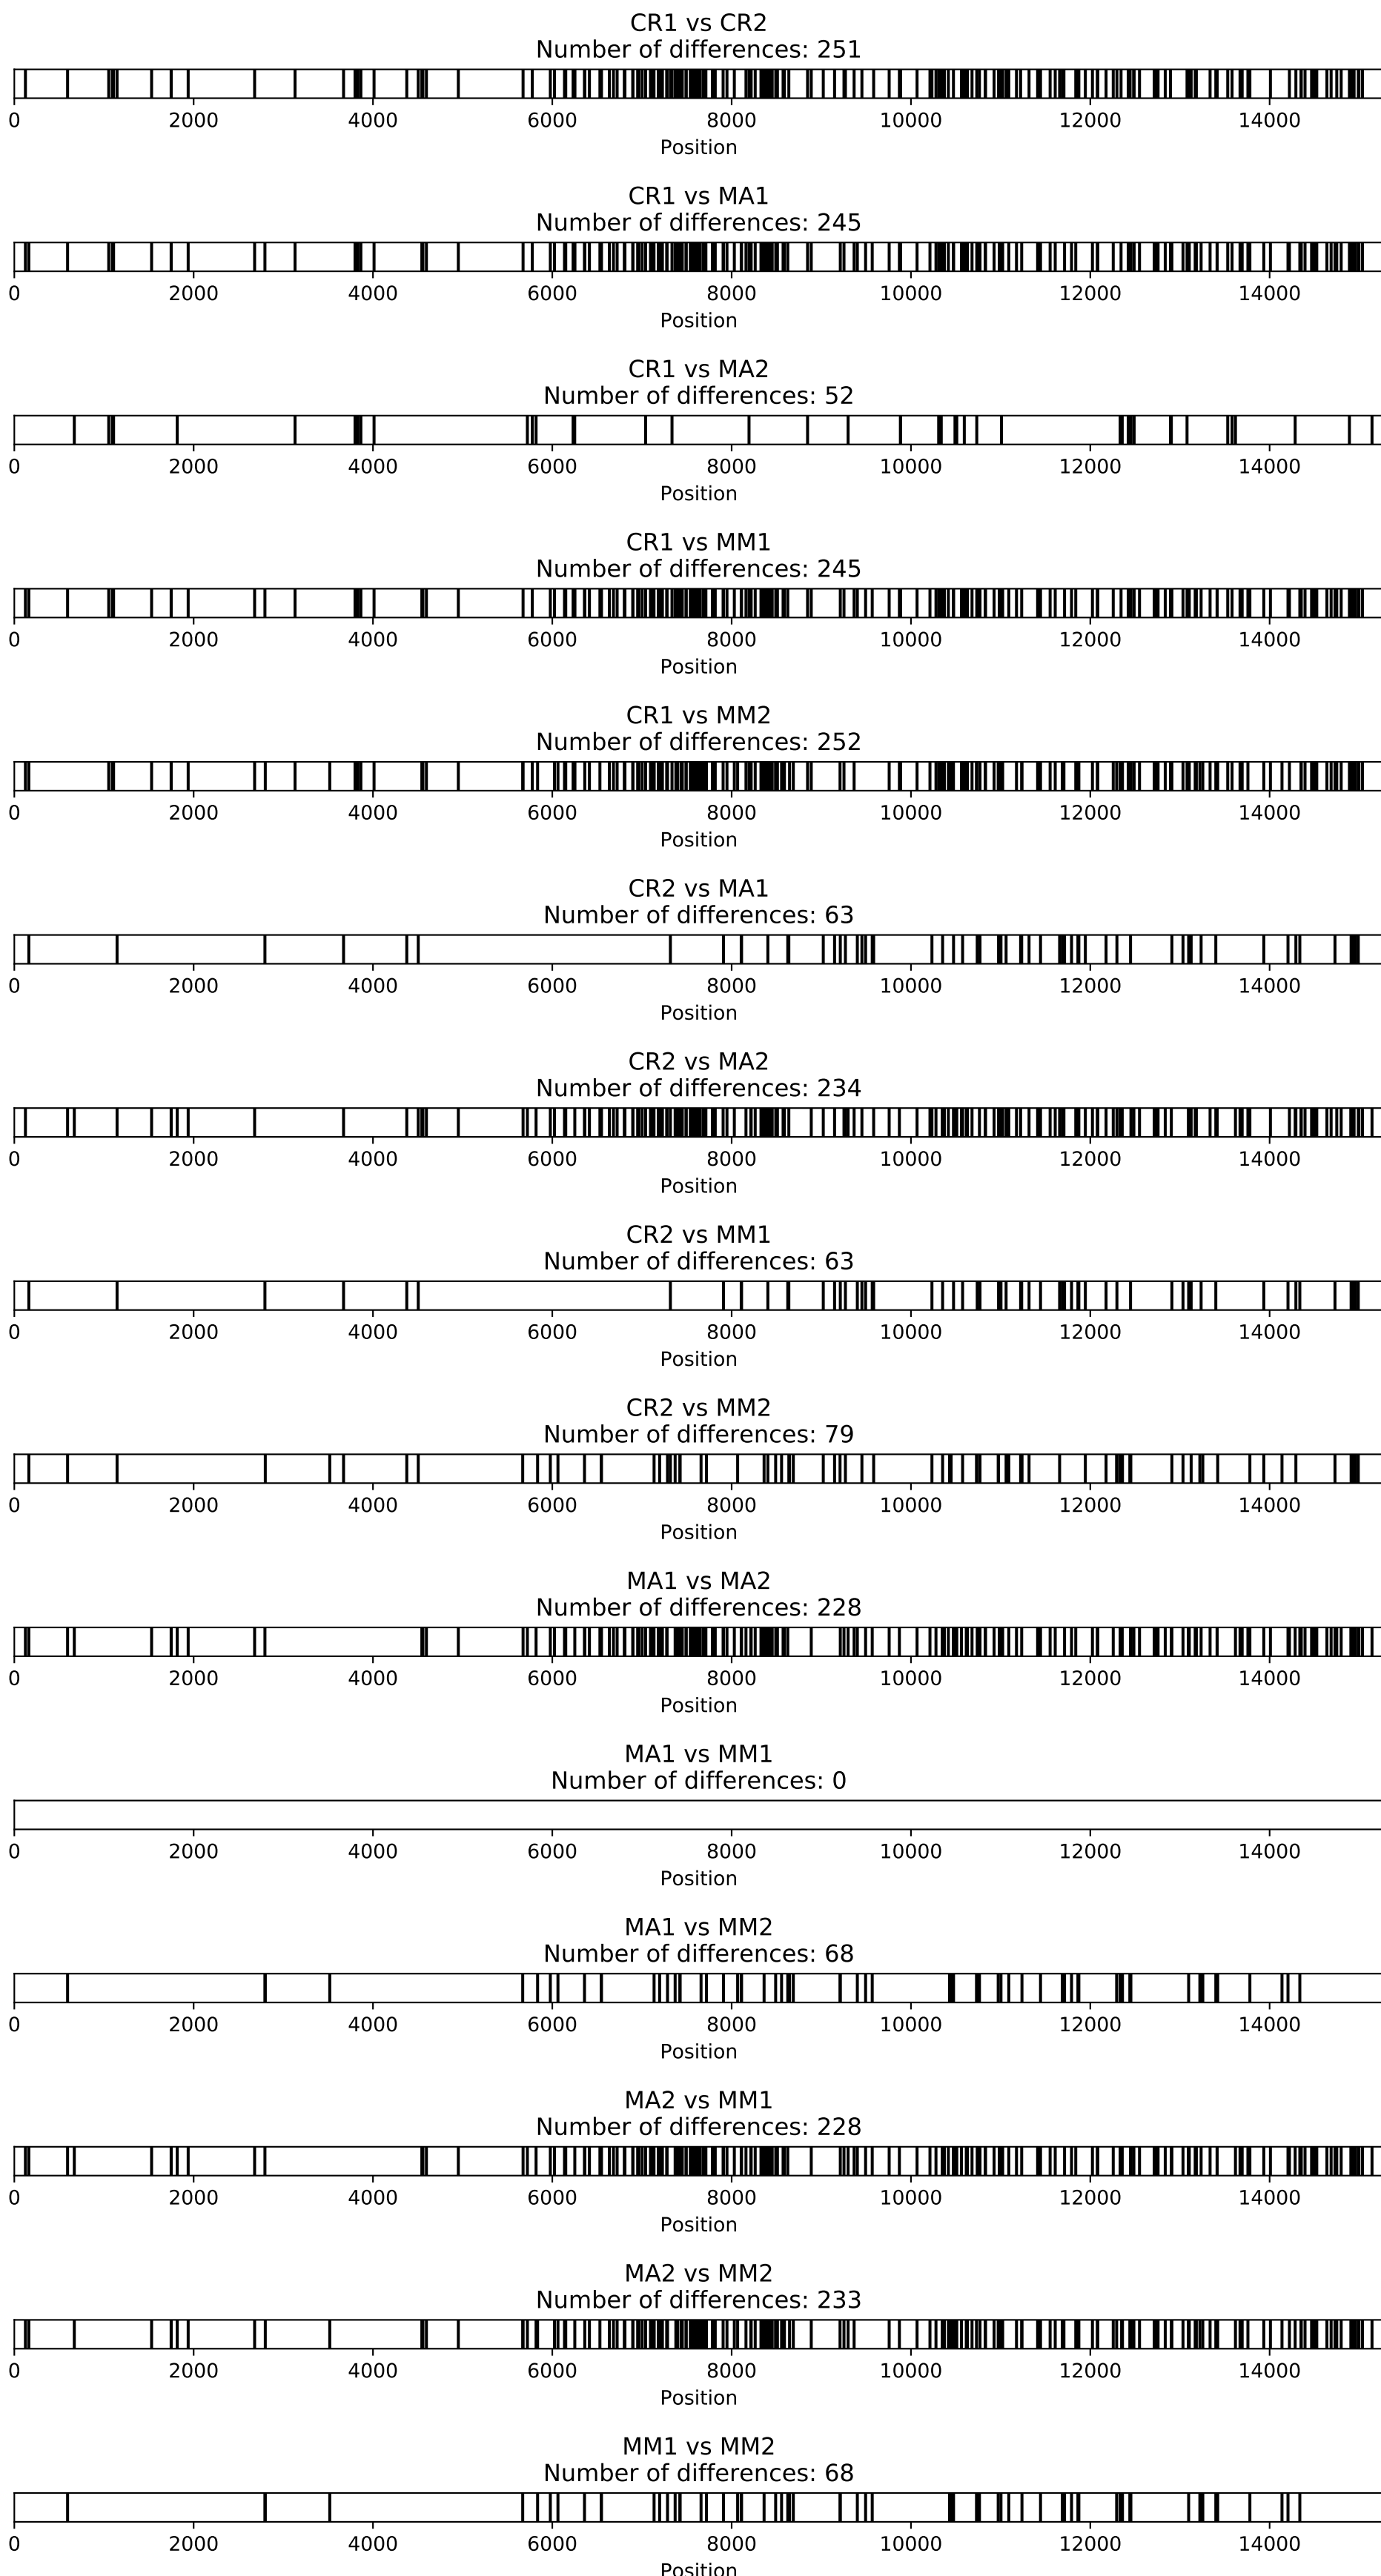 CR1 vs CR2
Number of differences: 251
0 2000 4000 6000 8000 10000 12000 14000
Position
CR1 vs MA1
Number of differences: 245
0 2000 4000 6000 8000 10000 12000 14000
Position
CR1 vs MA2
Number of differences: 52
0 2000 4000 6000 8000 10000 12000 14000
Position
CR1 vs MM1
Number of differences: 245
0 2000 4000 6000 8000 10000 12000 14000
Position
CR1 vs MM2
Number of differences: 252
0 2000 4000 6000 8000 10000 12000 14000
Position
CR2 vs MA1
Number of differences: 63
0 2000 4000 6000 8000 10000 12000 14000
Position
CR2 vs MA2
Number of differences: 234
0 2000 4000 6000 8000 10000 12000 14000
Position
CR2 vs MM1
Number of differences: 63
0 2000 4000 6000 8000 10000 12000 14000
Position
CR2 vs MM2
Number of differences: 79
0 2000 4000 6000 8000 10000 12000 14000
Position
MA1 vs MA2
Number of differences: 228
0 2000 4000 6000 8000 10000 12000 14000
Position
MA1 vs MM1
Number of differences: 0
0 2000 4000 6000 8000 10000 12000 14000
Position
MA1 vs MM2
Number of differences: 68
0 2000 4000 6000 8000 10000 12000 14000
Position
MA2 vs MM1
Number of differences: 228
0 2000 4000 6000 8000 10000 12000 14000
Position
MA2 vs MM2
Number of differences: 233
0 2000 4000 6000 8000 10000 12000 14000
Position
MM1 vs MM2
Number of differences: 68
0 2000 4000 6000 8000 10000 12000 14000
Position